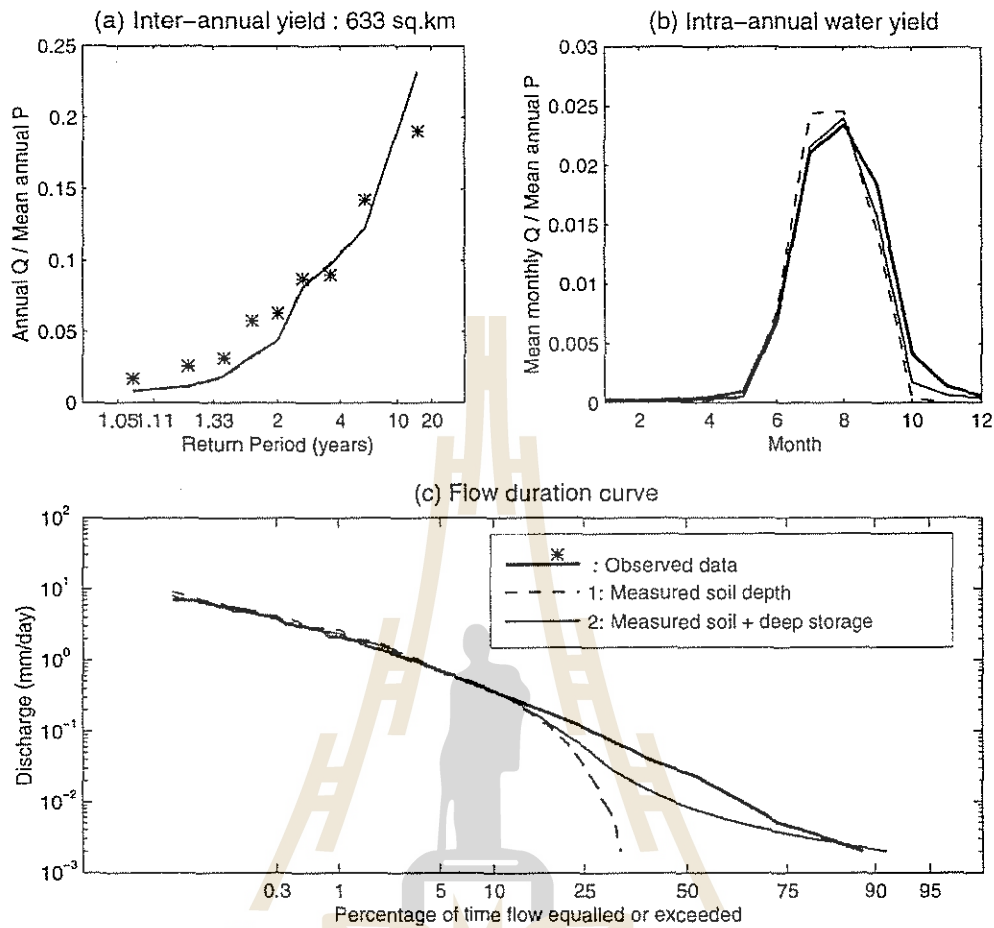 (a) Inter-annual yield : 633 sq.km
0.25
0.2
0.15
0.1
0.05
0
Annual Q / Mean annual P
1.051.11 1.33 2 4 10 20
Return Period (years)
(b) Intra-annual water yield
0.03
0.025
0.02
0.015
0.01
0.005
0
Mean monthly Q / Mean annual P
2 4 6 8 10 12
Month
(c) Flow duration curve
10^2
10^1
10^0
10^-1
10^-2
10^-3
Discharge (mm/day)
: Observed data
1: Measured soil depth
2: Measured soil + deep storage
0.3 1 5 10 25 50 75 90 95
Percentage of time flow equalled or exceeded